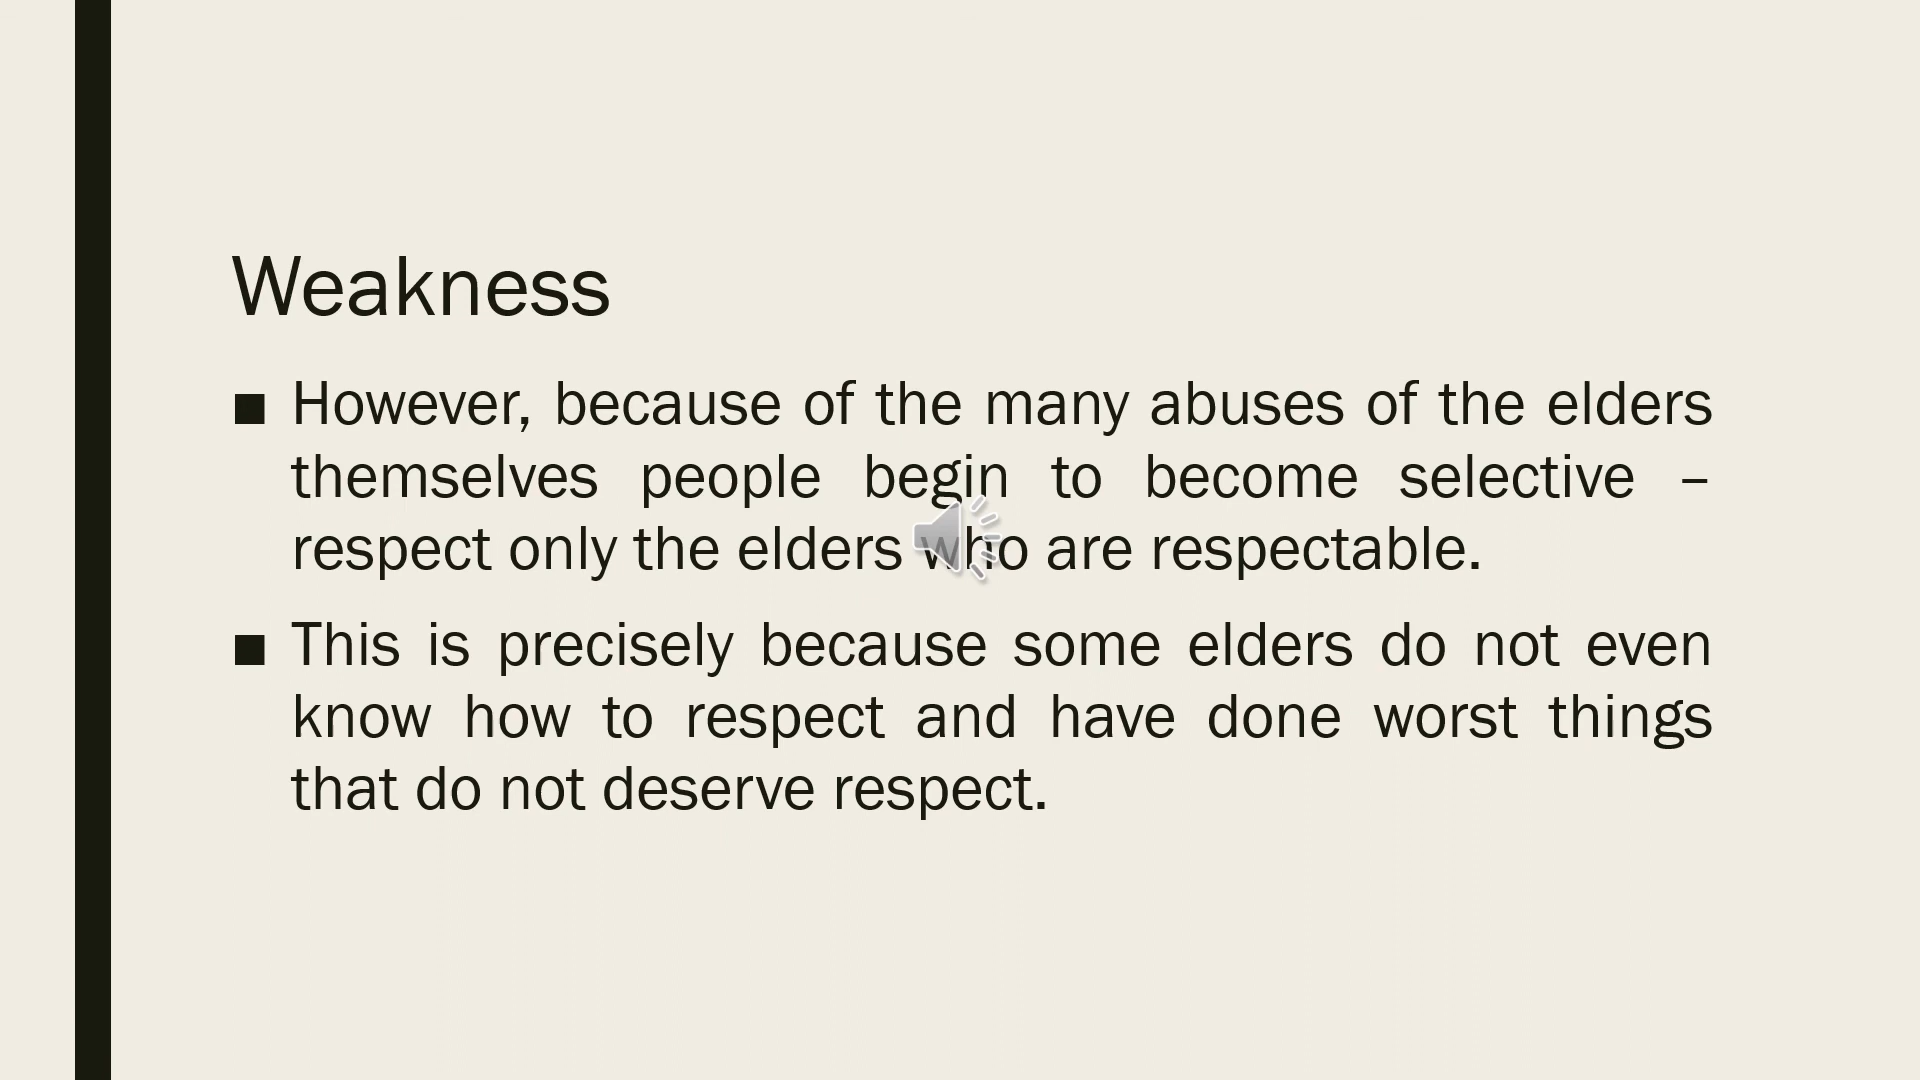 Weakness
■ However, because of the many abuses of the elders
themselves people begin to become selective –
respect only the elders who are respectable.
■ This is precisely because some elders do not even
know how to respect and have done worst things
that do not deserve respect.